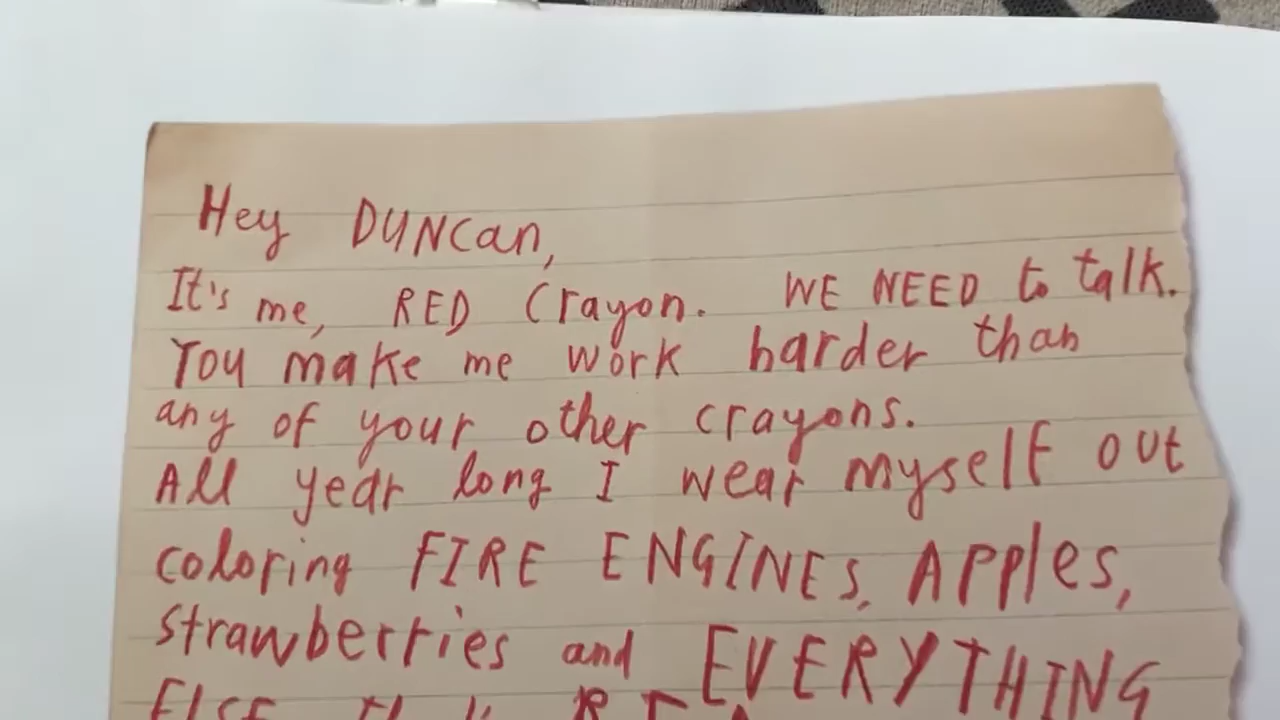 Hey DUNCan,
It's me, RED Crayon. WE NEED to talk.
You make me work harder than
any of your other crayons.
All year long I wear myself out
coloring FIRE ENGINES, Apples,
strawberries and EVERYTHING
ELSE